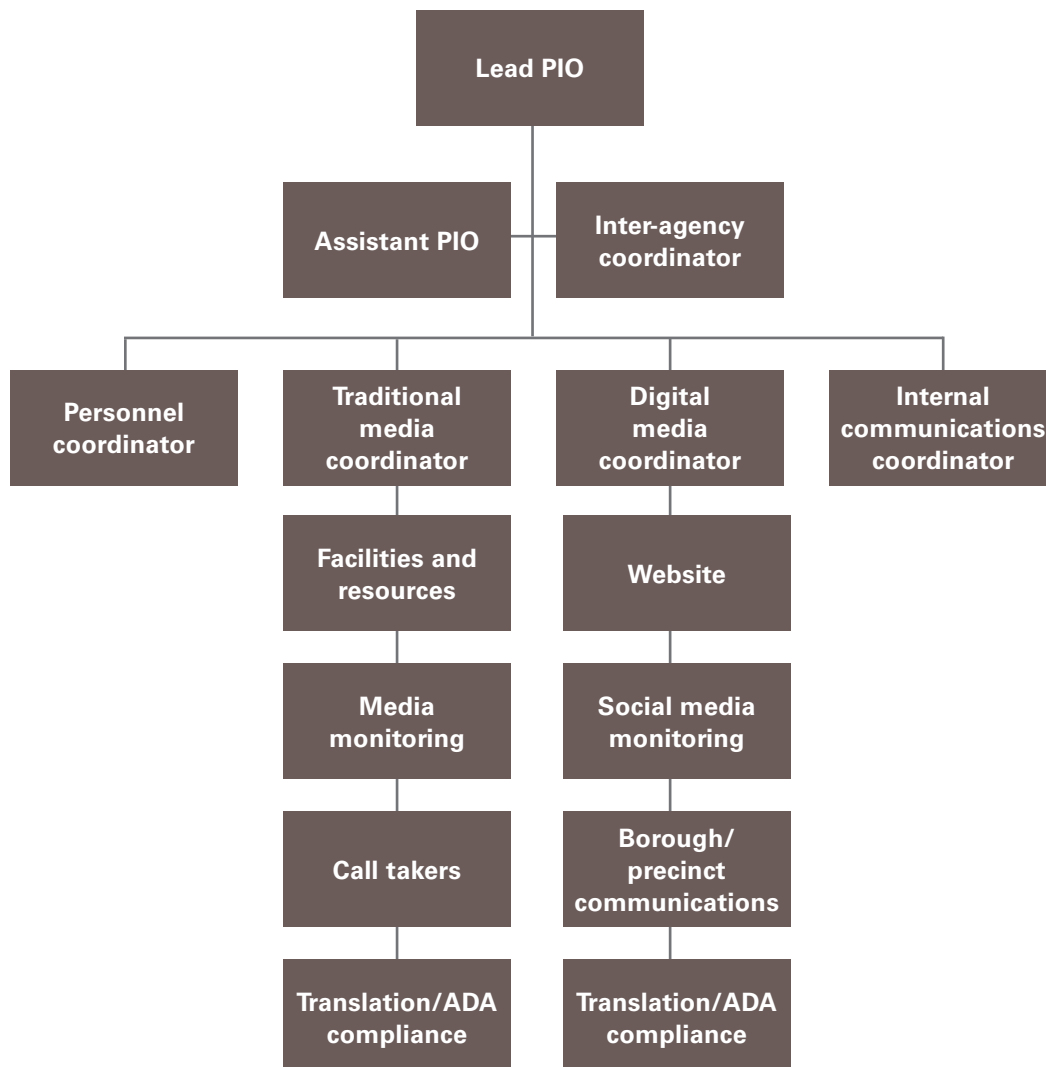 Lead PIO
Assistant PIO
Inter-agency
coordinator
Personnel
coordinator
Traditional
media
coordinator
Digital
media
coordinator
Internal
communications
coordinator
Facilities and
resources
Website
Media
monitoring
Social media
monitoring
Call takers
Borough/
precinct
communications
Translation/ADA
compliance
Translation/ADA
compliance